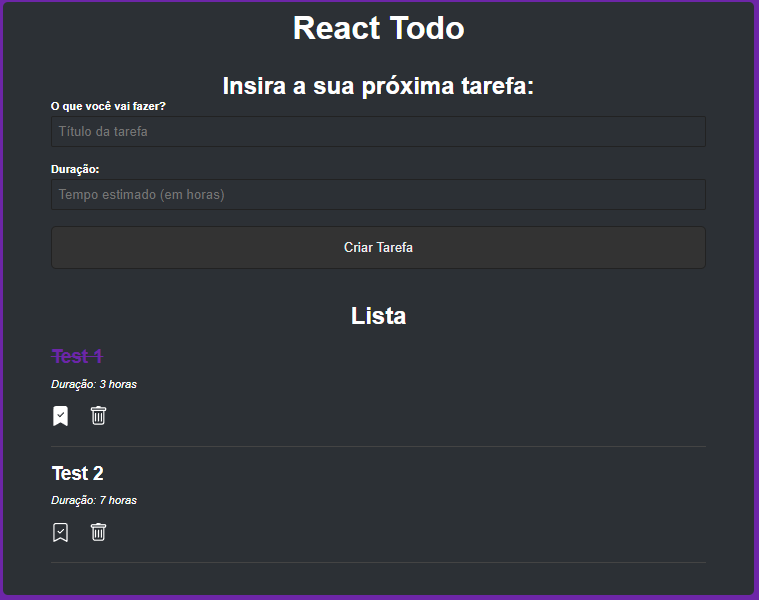 React Todo
Insira a sua próxima tarefa:
O que você vai fazer?
Título da tarefa
Duração:
Tempo estimado (em horas)
Criar Tarefa
Lista
Test 1
Duração: 3 horas
Test 2
Duração: 7 horas